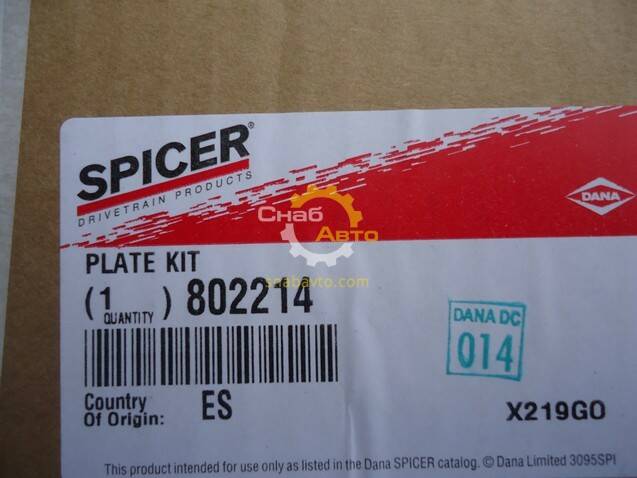 SPICER®
DRIVETRAIN PRODUCTS
DANA
Снаб
Авто
snabavto.com
PLATE KIT
(1) 802214
QUANTITY
DANA DC
014
Country
Of Origin: ES
X219GO
This product intended for use only as listed in the Dana SPICER catalog. © Dana Limited 3095SPI